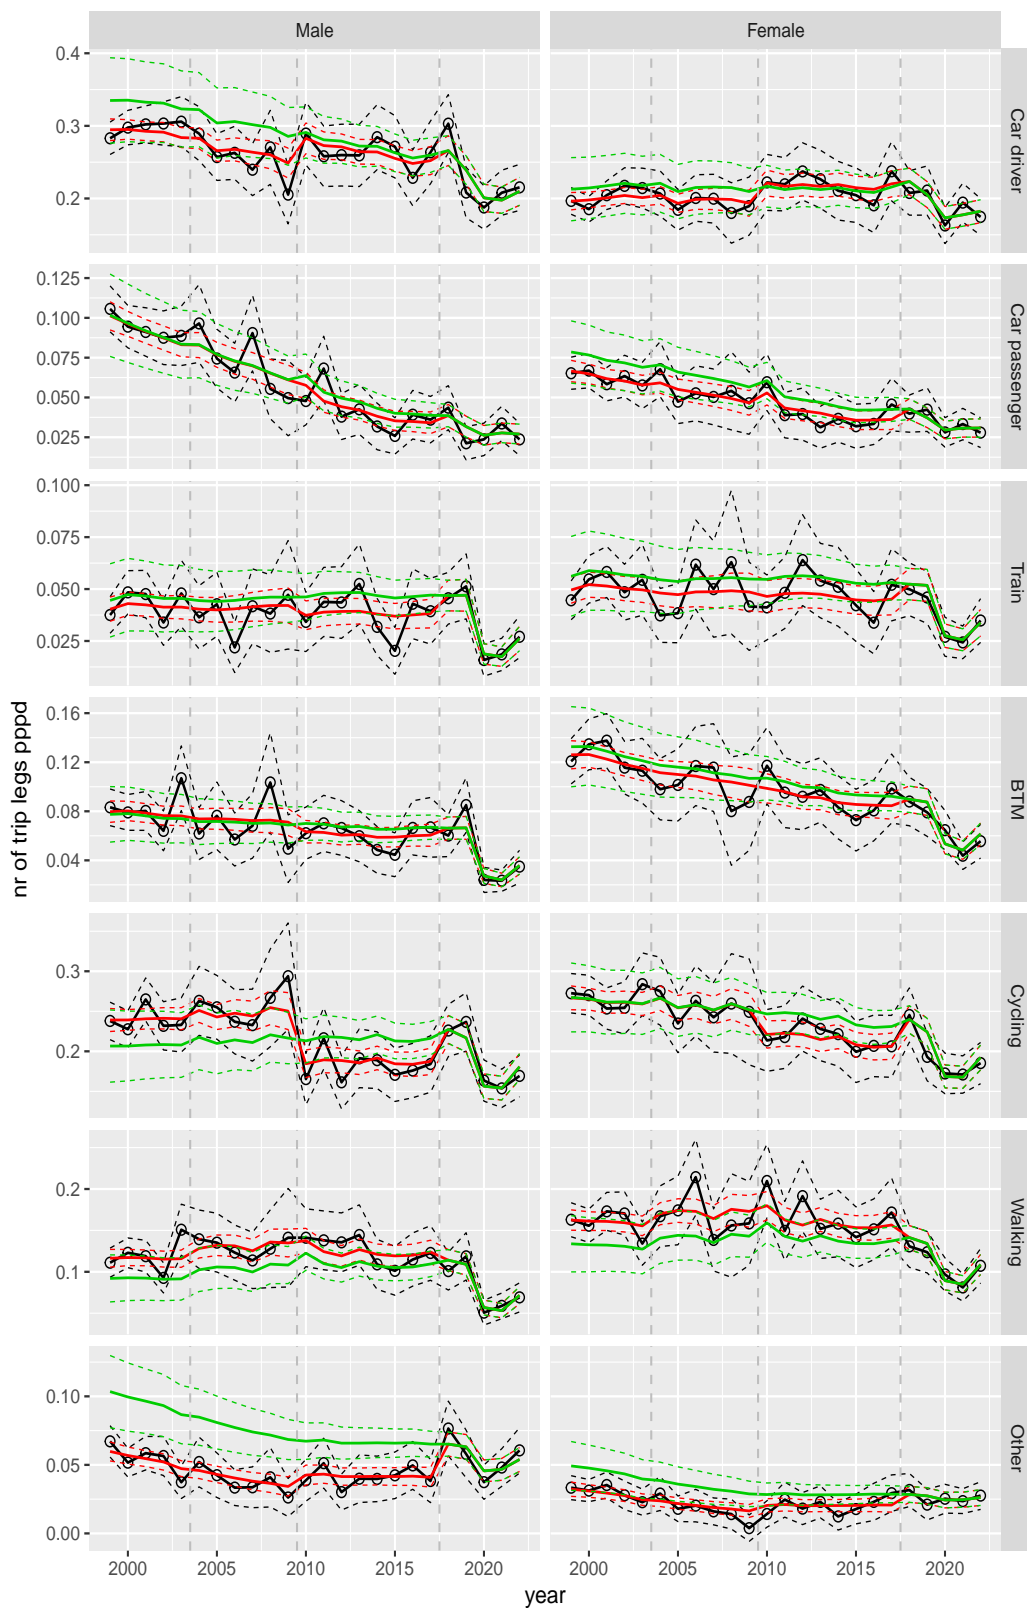 Male Female
0.4
0.3
0.2
Car driver
0.125
0.100
0.075
0.050
0.025
Car passenger
0.100
0.075
0.050
0.025
Train
0.16
0.12
0.08
0.04
BTM
0.3
0.2
Cycling
0.2
0.1
Walking
0.10
0.05
0.00
Other
2000 2005 2010 2015 2020 2000 2005 2010 2015 2020
year
nr of trip legs pppd